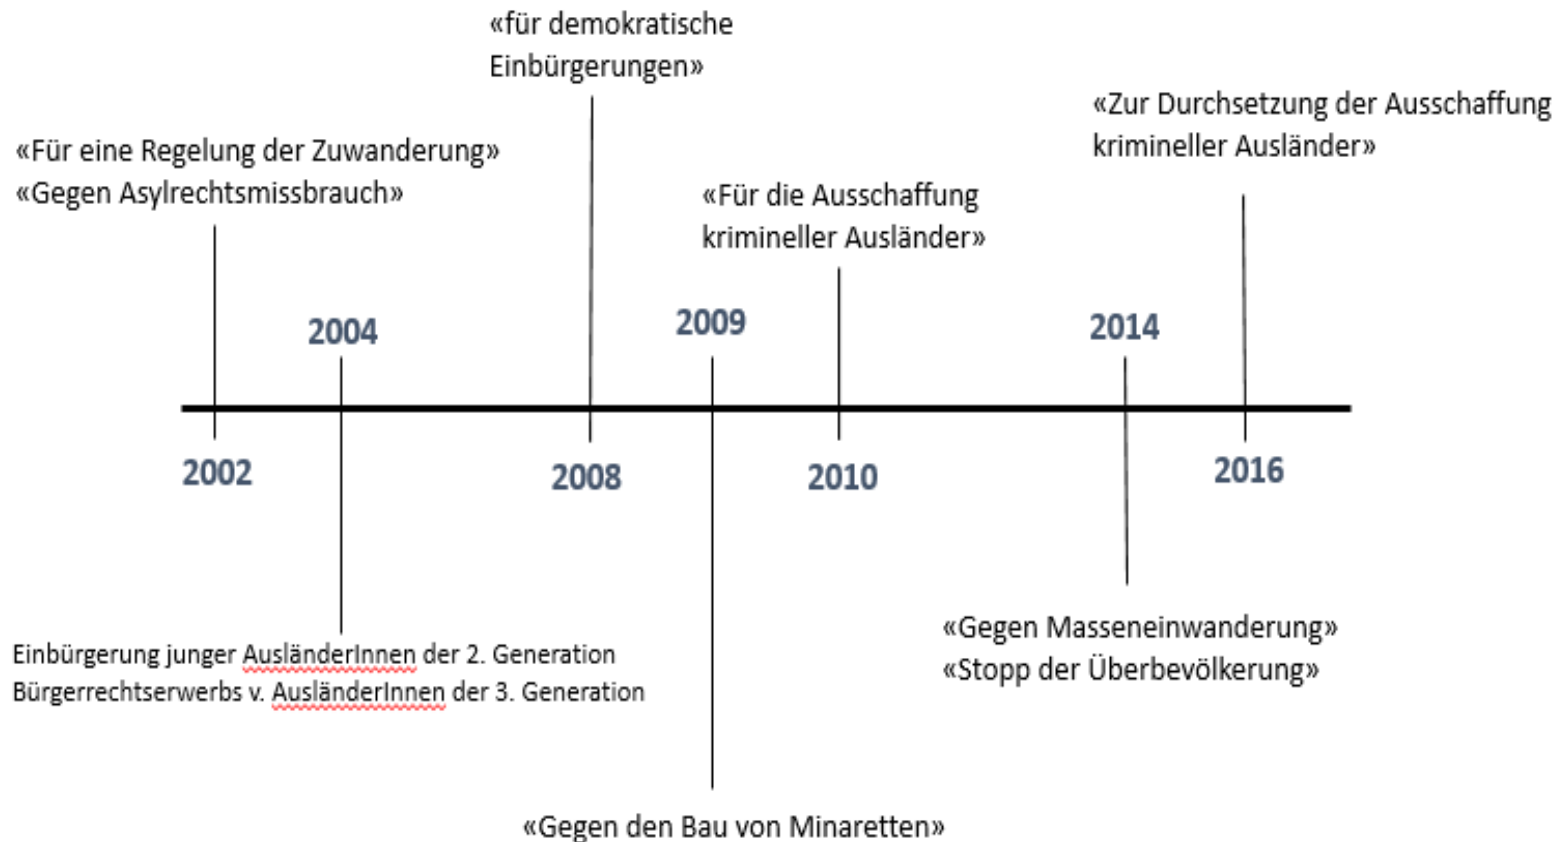 «für demokratische
Einbürgerungen»
«Zur Durchsetzung der Ausschaffung
krimineller Ausländer»
«Für eine Regelung der Zuwanderung»
«Gegen Asylrechtsmissbrauch»
«Für die Ausschaffung
krimineller Ausländer»
2004
2009
2014
2002
2008
2010
2016
Einbürgerung junger AusländerInnen der 2. Generation
Bürgerrechtserwerbs v. AusländerInnen der 3. Generation
«Gegen Masseneinwanderung»
«Stopp der Überbevölkerung»
«Gegen den Bau von Minaretten»